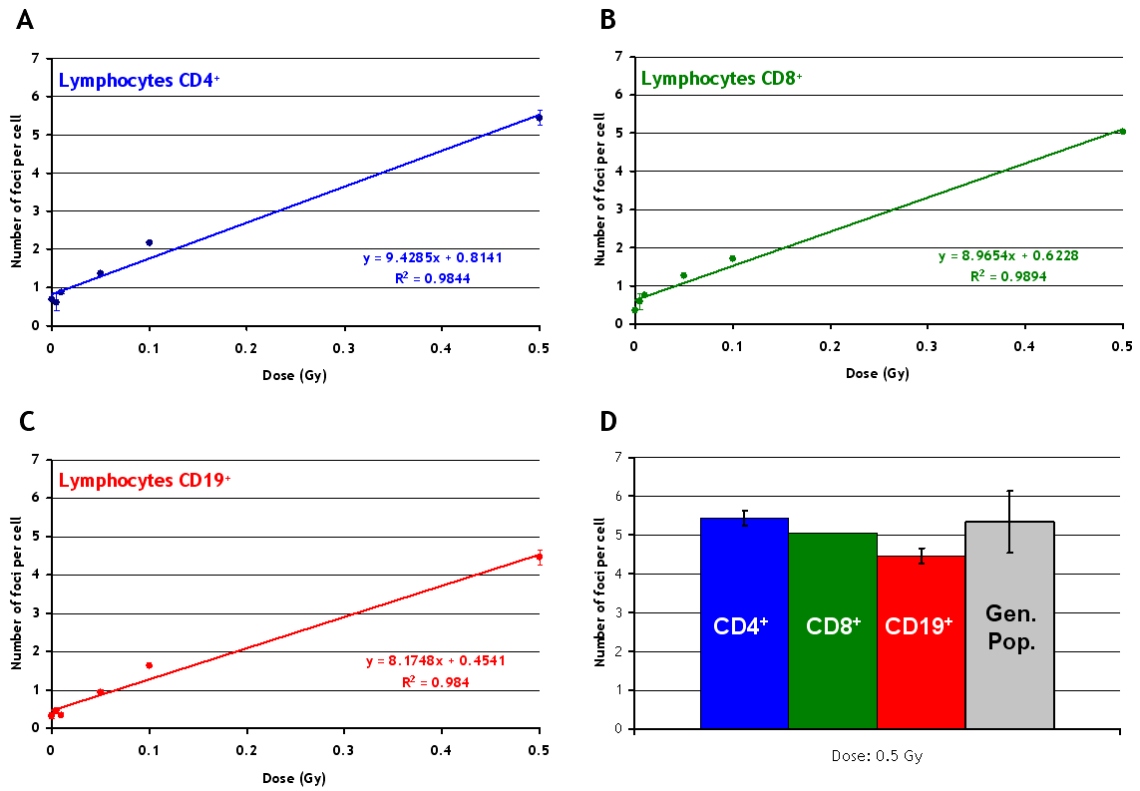 A
Lymphocytes CD4⁺
Number of foci per cell
7
6
5
4
3
2
1
0
y = 9.4285x + 0.8141
R² = 0.9844
0 0.1 0.2 0.3 0.4 0.5
Dose (Gy)
B
Lymphocytes CD8⁺
Number of foci per cell
7
6
5
4
3
2
1
0
y = 8.9654x + 0.6228
R² = 0.9894
0 0.1 0.2 0.3 0.4 0.5
Dose (Gy)
C
Lymphocytes CD19⁺
Number of foci per cell
7
6
5
4
3
2
1
0
y = 8.1748x + 0.4541
R² = 0.984
0 0.1 0.2 0.3 0.4 0.5
Dose (Gy)
D
Number of foci per cell
7
6
5
4
3
2
1
0
CD4⁺
CD8⁺
CD19⁺
Gen.
Pop.
Dose: 0.5 Gy